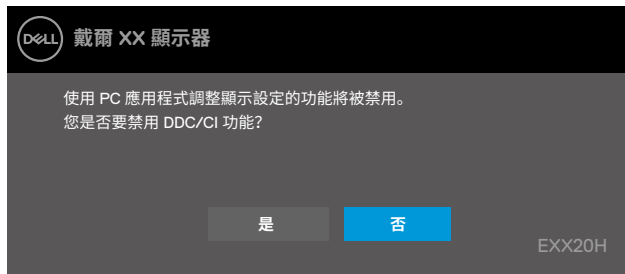 DELL 戴爾 XX 顯示器
使用 PC 應用程式調整顯示設定的功能將被禁用。
您是否要禁用 DDC/CI 功能?
是 否
EXX20H